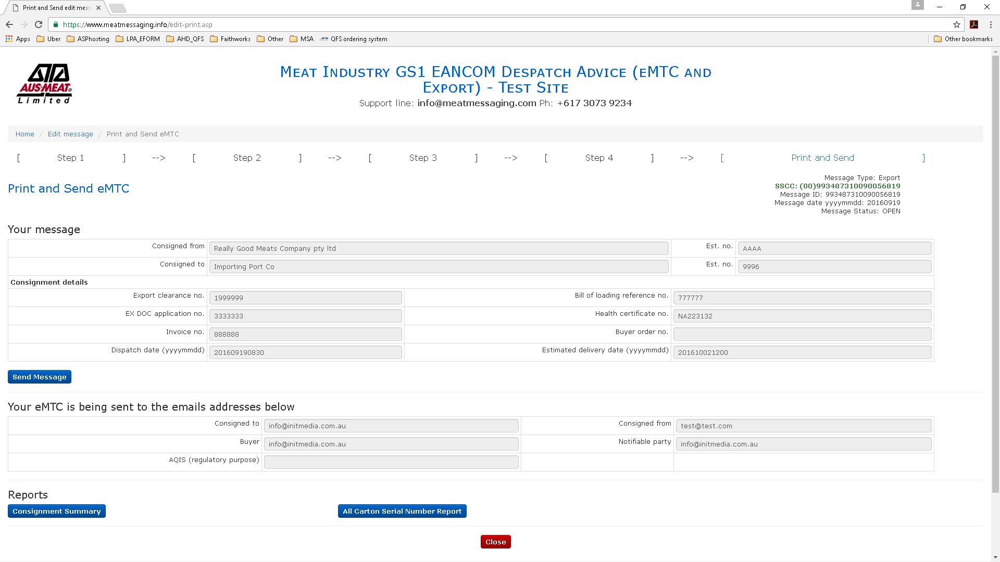 Print and Send edit mess
https://www.meatmessaging.info/edit-print.asp
Apps Uber ASPhosting LPA_EFORM AHD_QFS Faithworks Other MSA QFS ordering system Other bookmarks
AUS-MEAT®
Limited
Meat Industry GS1 EANCOM Despatch Advice (eMTC and
Export) - Test Site
Support line: info@meatmessaging.com Ph: +617 3073 9234
Home / Edit message / Print and Send eMTC
[ Step 1 ] --> [ Step 2 ] --> [ Step 3 ] --> [ Step 4 ] --> [ Print and Send ]
Print and Send eMTC
Message Type: Export
SSCC: (00)993487310090056819
Message ID: 993487310090056819
Message date yyyymmdd: 20160919
Message Status: OPEN
Your message
Consigned from Really Good Meats Company pty ltd Est. no. AAAA
Consigned to Importing Port Co Est. no. 9996
Consignment details
Export clearance no. 1999999 Bill of loading reference no. 777777
EX DOC application no. 3333333 Health certificate no. NA223132
Invoice no. 888888 Buyer order no.
Dispatch date (yyyymmdd) 201609190830 Estimated delivery date (yyyymmdd) 201610021200
Send Message
Your eMTC is being sent to the emails addresses below
Consigned to info@initmedia.com.au Consigned from test@test.com
Buyer info@initmedia.com.au Notifiable party info@initmedia.com.au
AQIS (regulatory purpose)
Reports
Consignment Summary All Carton Serial Number Report
Close